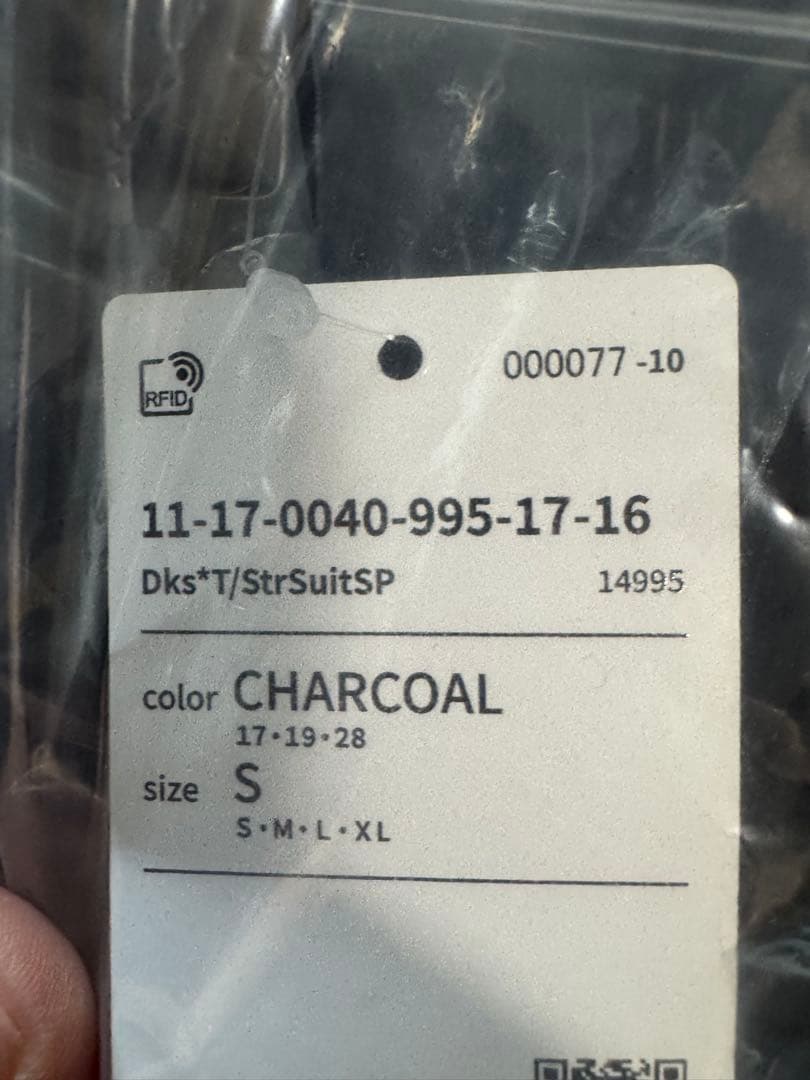 RFID
000077 -10
11-17-0040-995-17-16
Dks*T/StrSuitSP 14995
color CHARCOAL
17・19・28
size S
S・M・L・XL